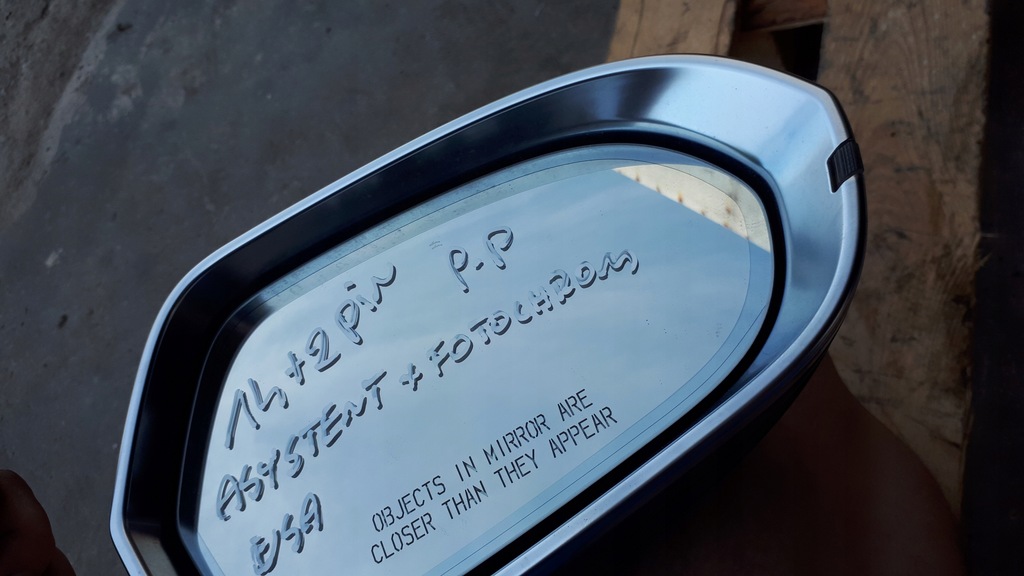 14+2pin P.P
ASYSTENT + FOTOCHROM
USA
OBJECTS IN MIRROR ARE
CLOSER THAN THEY APPEAR